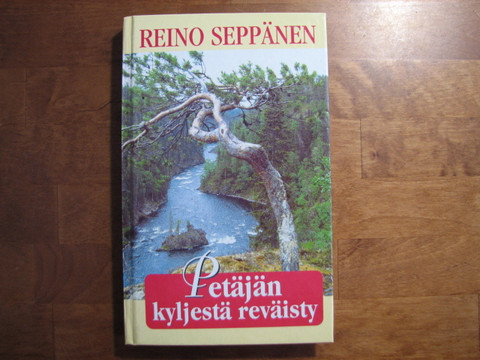 REINO SEPPÄNEN
Petäjän
kyljestä reväisty